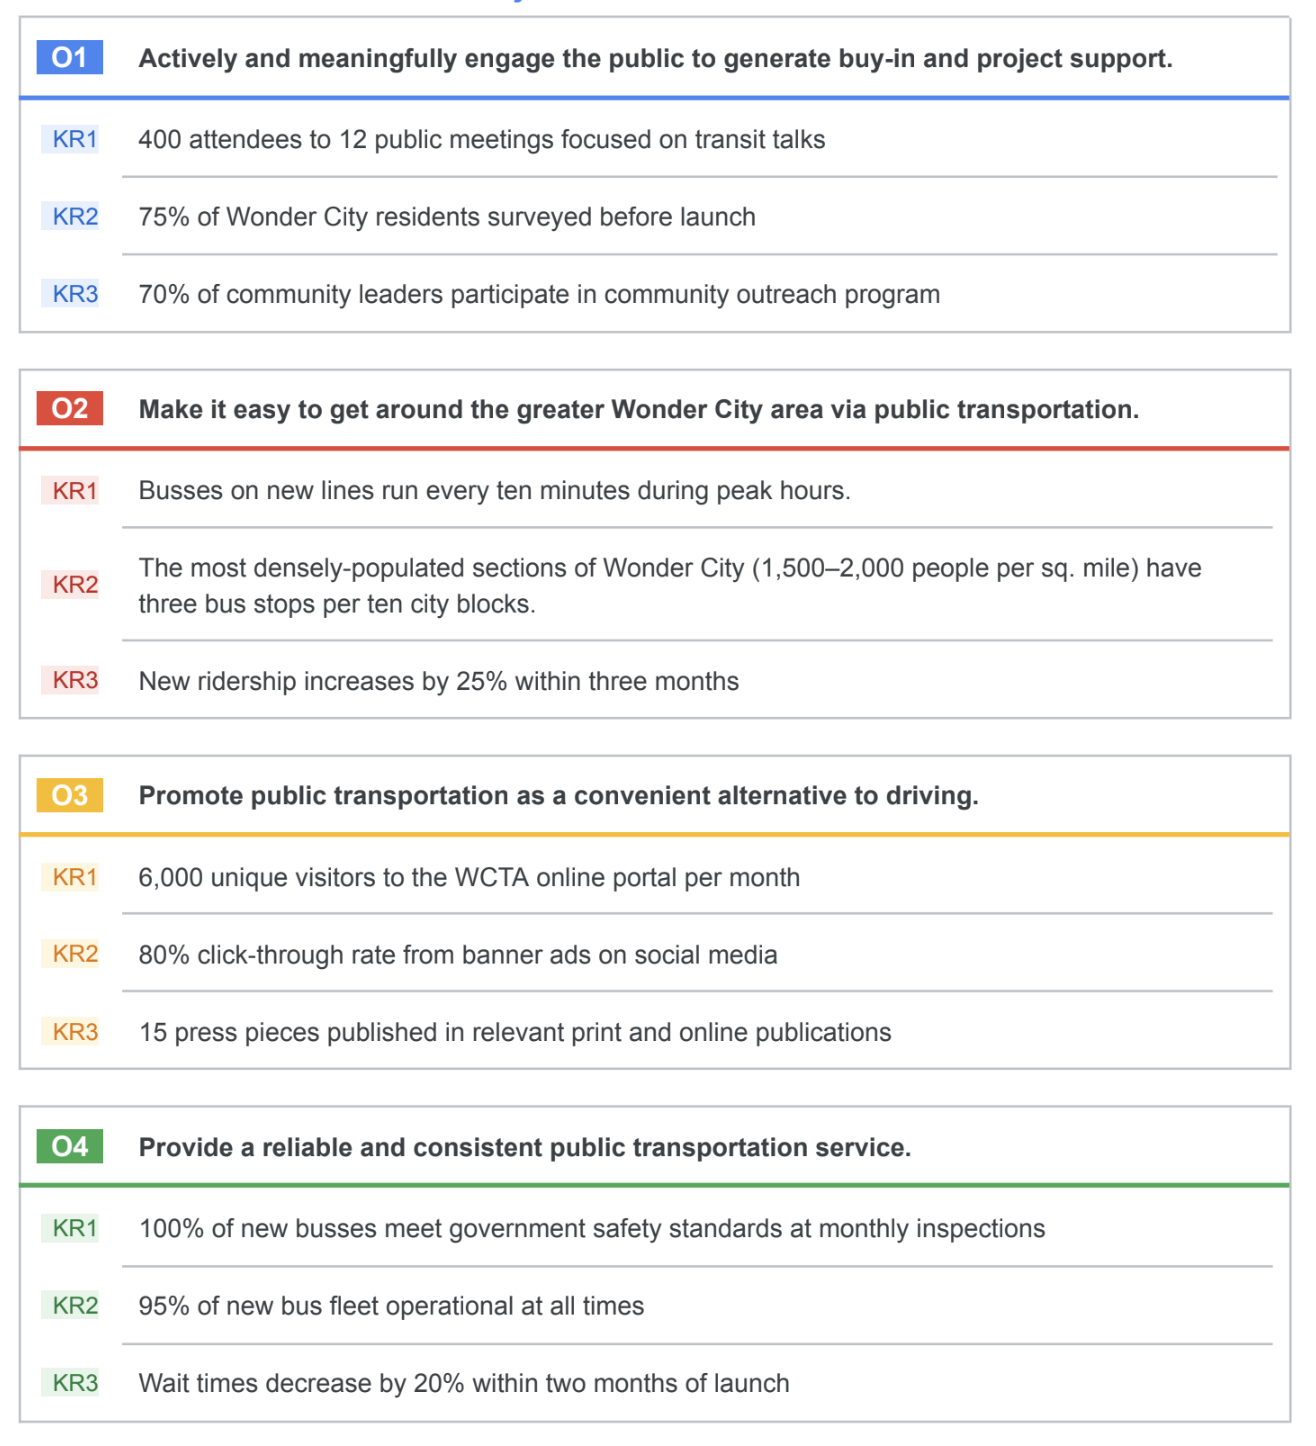 O1 Actively and meaningfully engage the public to generate buy-in and project support.
KR1 400 attendees to 12 public meetings focused on transit talks
KR2 75% of Wonder City residents surveyed before launch
KR3 70% of community leaders participate in community outreach program
O2 Make it easy to get around the greater Wonder City area via public transportation.
KR1 Busses on new lines run every ten minutes during peak hours.
KR2 The most densely-populated sections of Wonder City (1,500–2,000 people per sq. mile) have
three bus stops per ten city blocks.
KR3 New ridership increases by 25% within three months
O3 Promote public transportation as a convenient alternative to driving.
KR1 6,000 unique visitors to the WCTA online portal per month
KR2 80% click-through rate from banner ads on social media
KR3 15 press pieces published in relevant print and online publications
O4 Provide a reliable and consistent public transportation service.
KR1 100% of new busses meet government safety standards at monthly inspections
KR2 95% of new bus fleet operational at all times
KR3 Wait times decrease by 20% within two months of launch